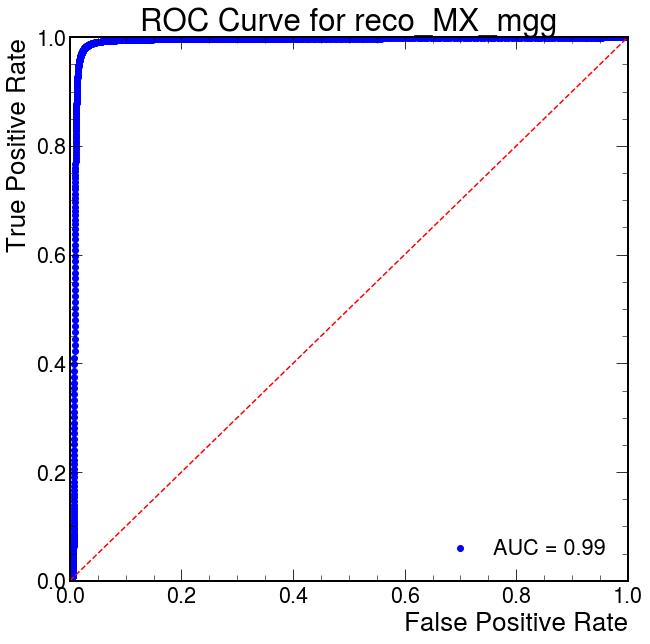 ROC Curve for reco_MX_mgg
True Positive Rate
1.0
0.8
0.6
0.4
0.2
0.0
0.0 0.2 0.4 0.6 0.8 1.0
AUC = 0.99
False Positive Rate